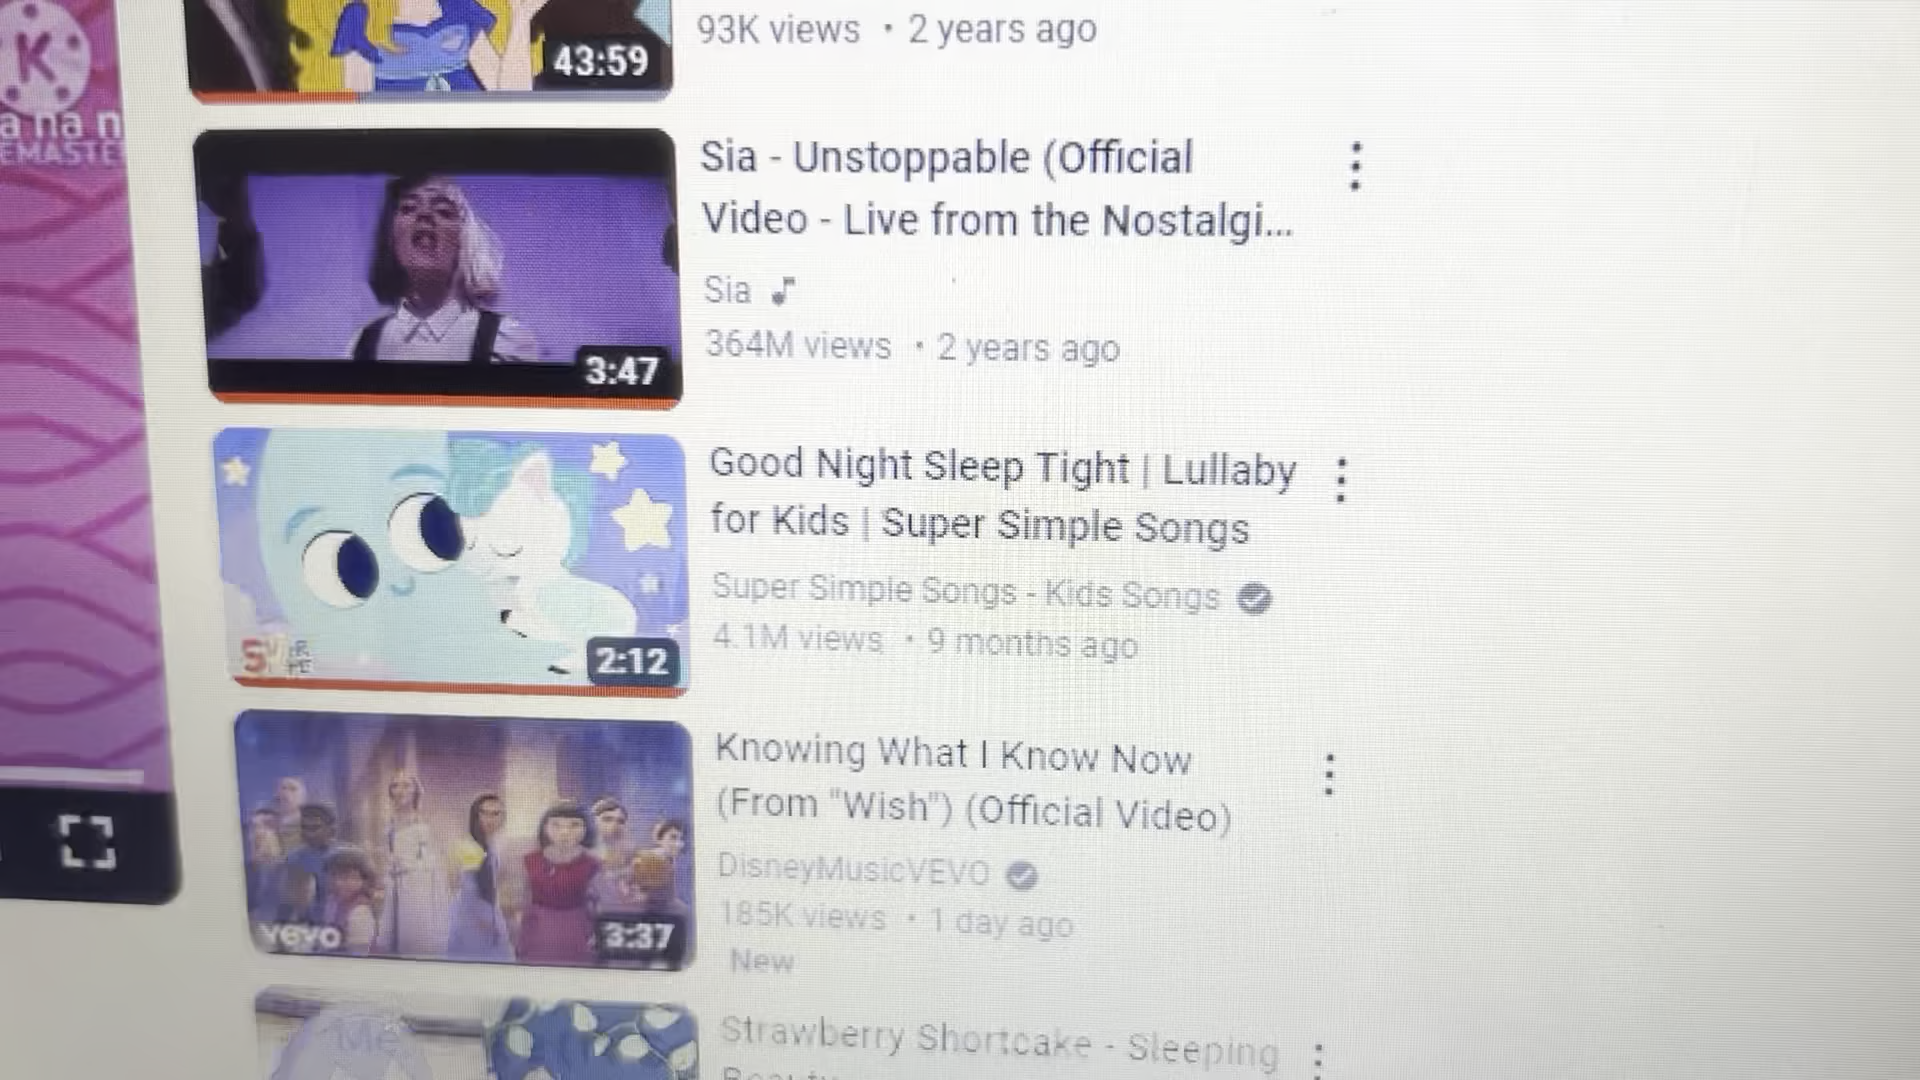 K
a na n
EMASTE
43:59
93K views • 2 years ago
Sia - Unstoppable (Official
Video - Live from the Nostalgi...
Sia
364M views • 2 years ago
3:47
Good Night Sleep Tight | Lullaby
for Kids | Super Simple Songs
Super Simple Songs - Kids Songs
4.1M views • 9 months ago
2:12
Knowing What I Know Now
(From "Wish") (Official Video)
DisneyMusicVEVO
185K views • 1 day ago
New
vevo
3:37
Strawberry Shortcake - Sleeping
Me